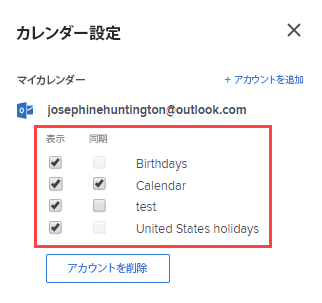 カレンダー設定
マイカレンダー + アカウントを追加
josephinehuntington@outlook.com
表示 同期
Birthdays
Calendar
test
United States holidays
アカウントを削除